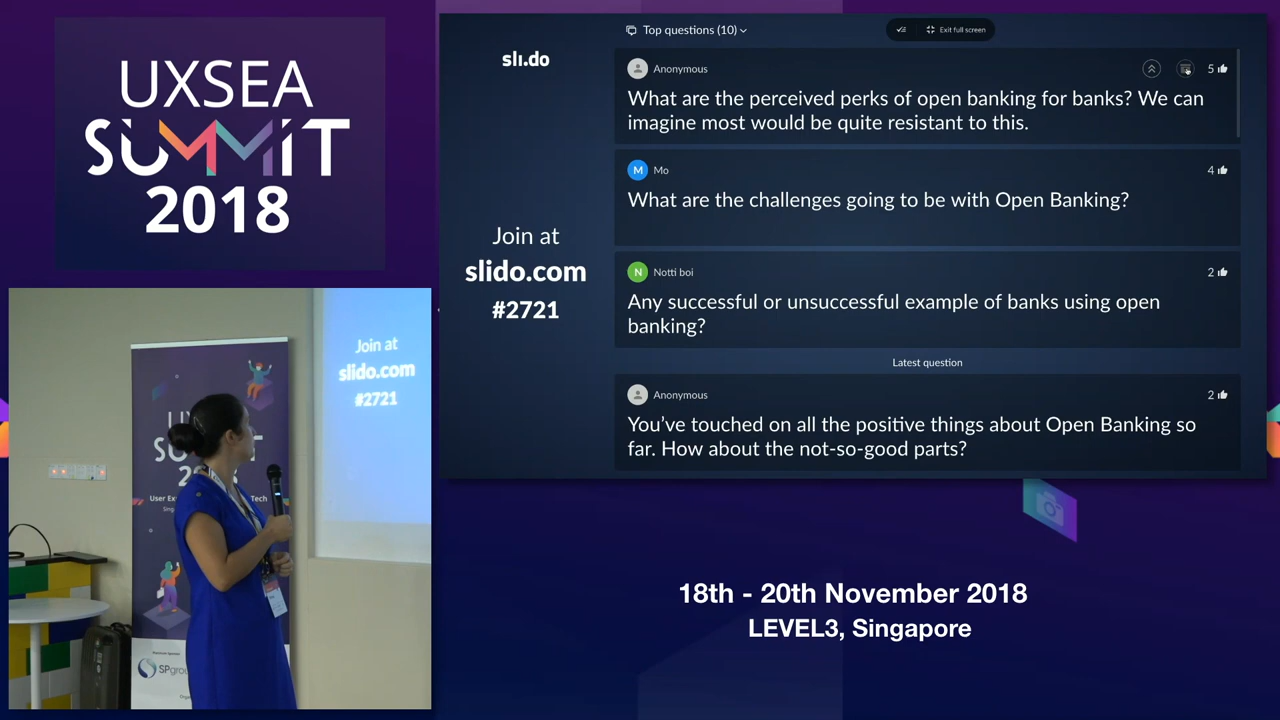 UXSEA
SUMMIT
2018
sli.do
Join at
slido.com
#2721
Top questions (10)
Exit full screen
Anonymous
5
What are the perceived perks of open banking for banks? We can
imagine most would be quite resistant to this.
M Mo
4
What are the challenges going to be with Open Banking?
N Notti boi
2
Any successful or unsuccessful example of banks using open
banking?
Latest question
Anonymous
2
You've touched on all the positive things about Open Banking so
far. How about the not-so-good parts?
Join at
slido.com
#2721
18th - 20th November 2018
LEVEL3, Singapore